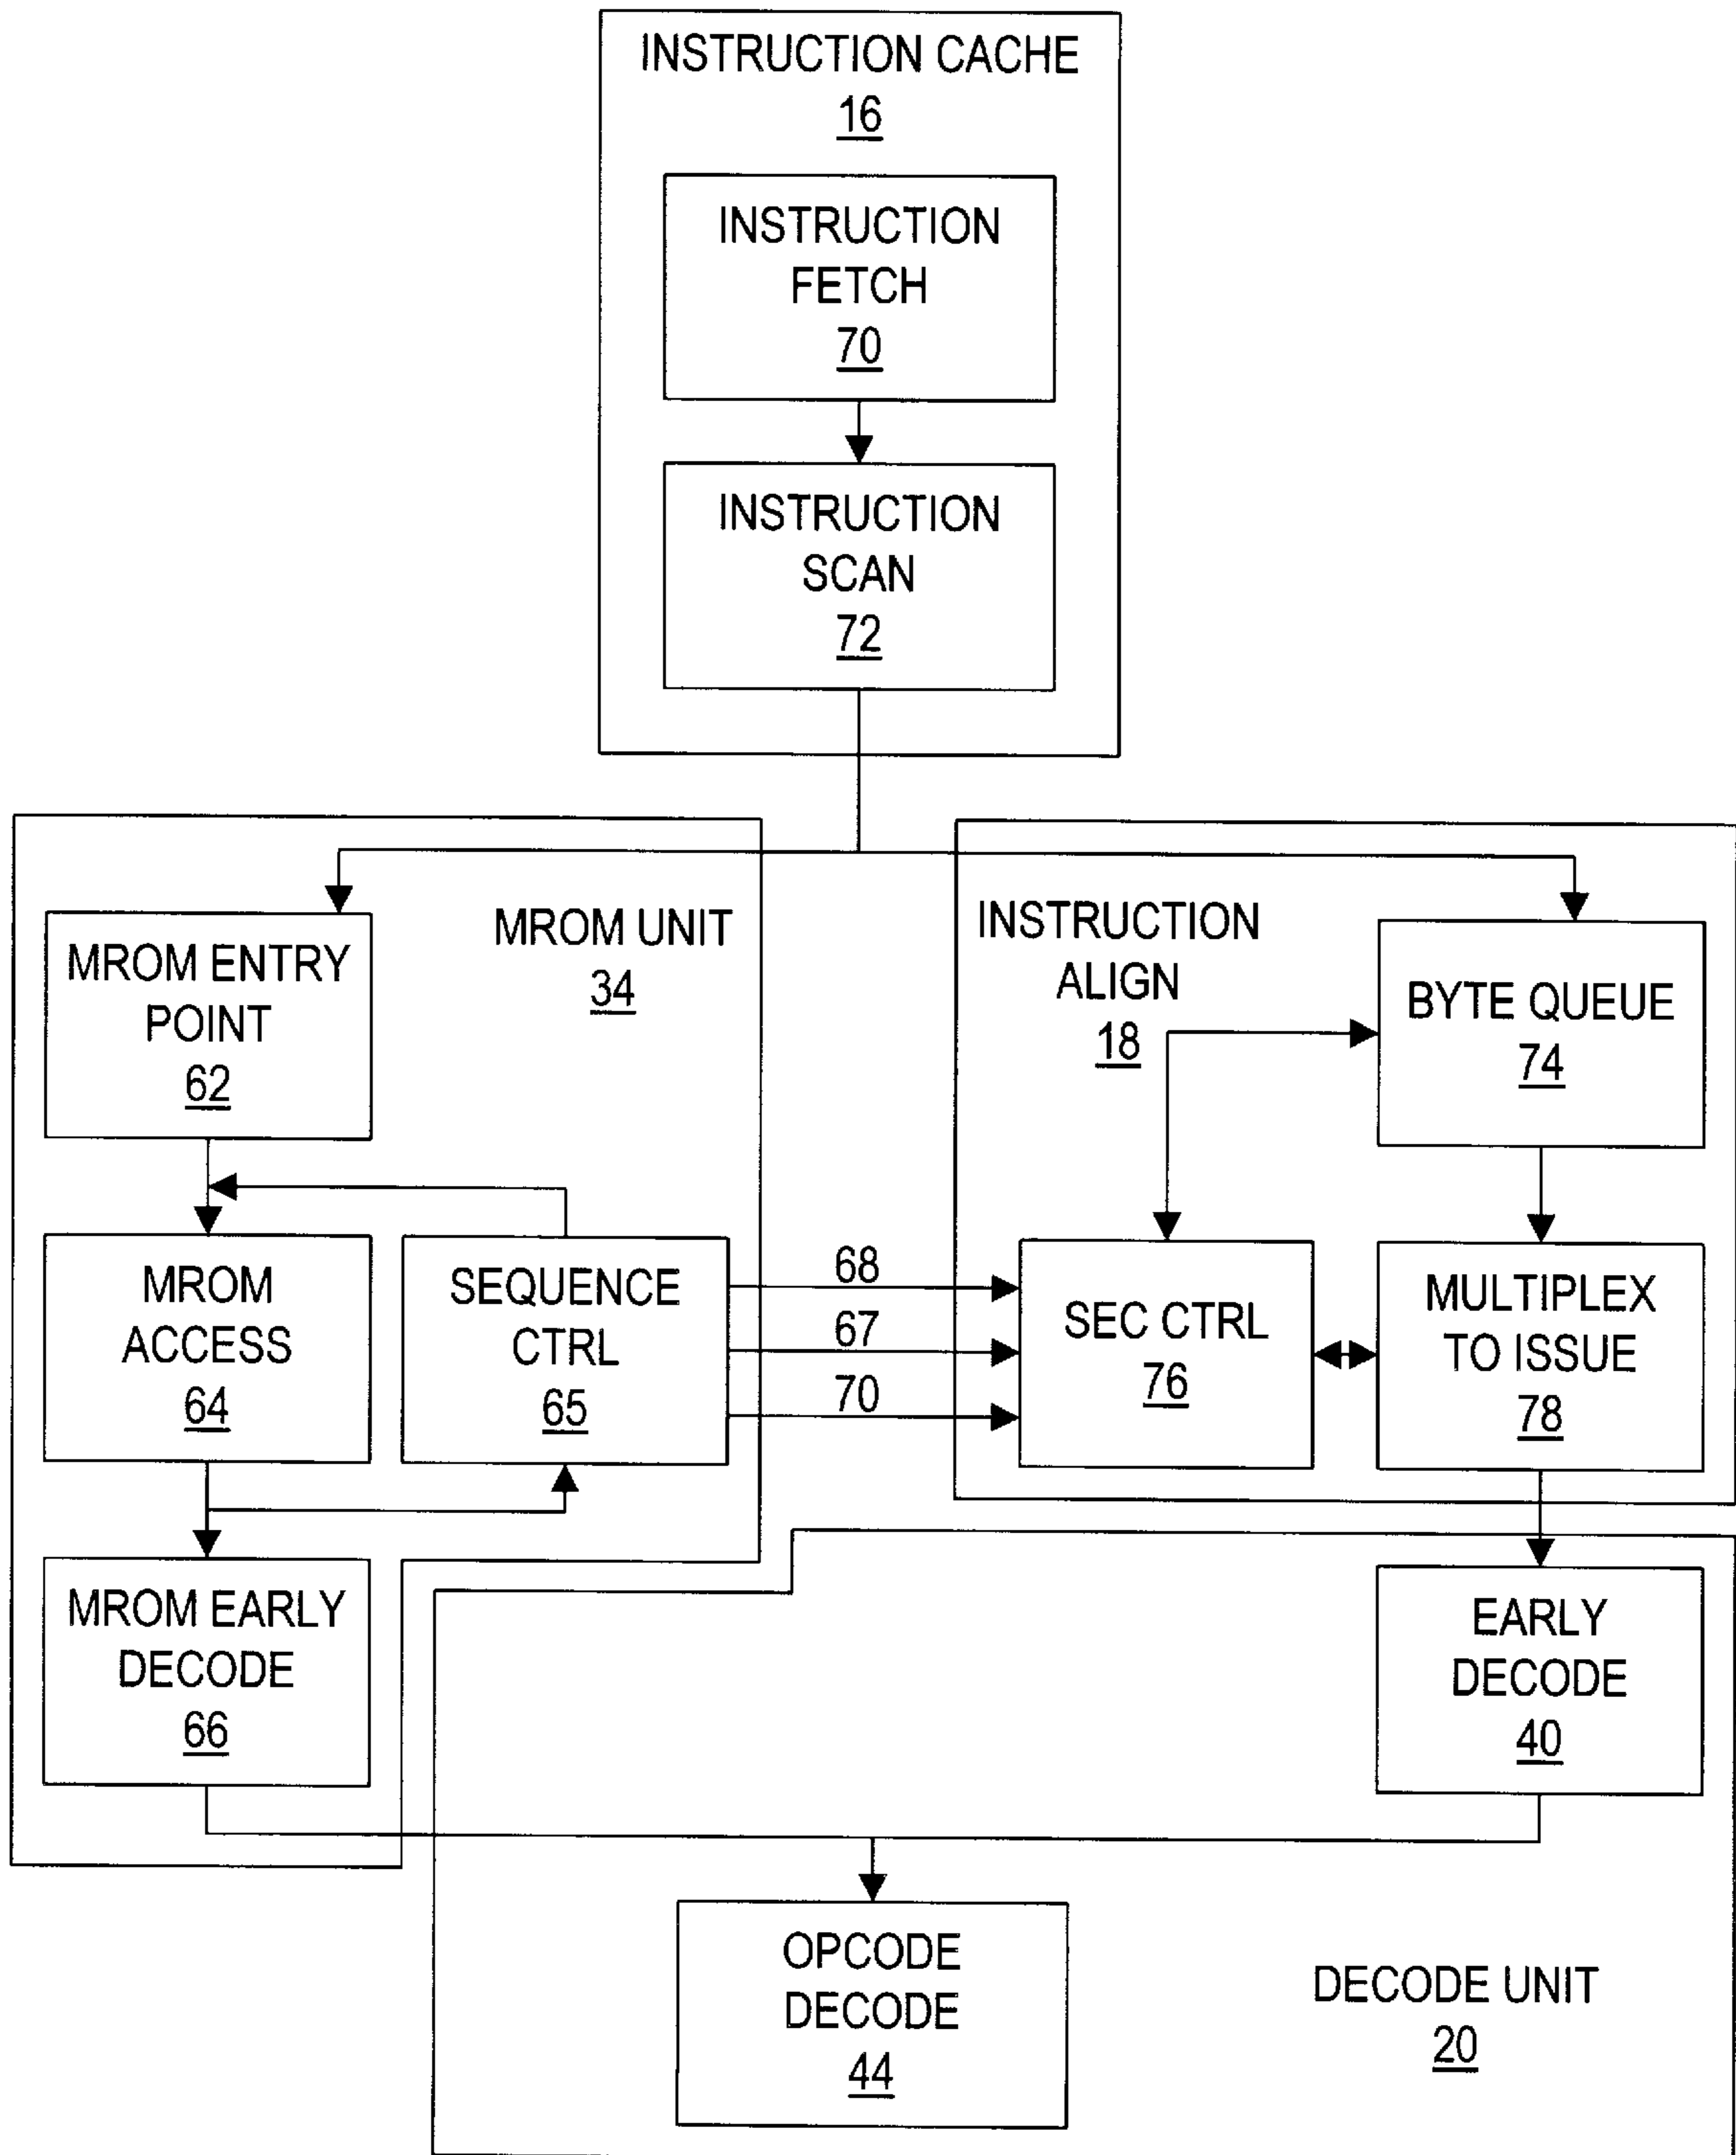 INSTRUCTION CACHE
16
INSTRUCTION
FETCH
70
INSTRUCTION
SCAN
72
MROM UNIT
34
MROM ENTRY
POINT
62
MROM
ACCESS
64
SEQUENCE
CTRL
65
MROM EARLY
DECODE
66
68
67
70
INSTRUCTION
ALIGN
18
BYTE QUEUE
74
SEC CTRL
76
MULTIPLEX
TO ISSUE
78
EARLY
DECODE
40
OPCODE
DECODE
44
DECODE UNIT
20